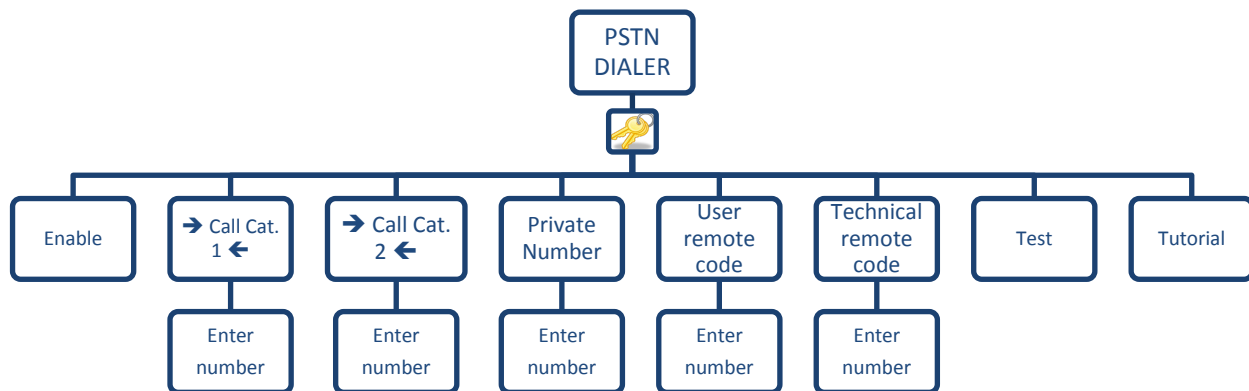 PSTN
DIALER
Enable
➔ Call Cat.
1 🡸
➔ Call Cat.
2 🡸
Private
Number
User
remote
code
Technical
remote
code
Test
Tutorial
Enter
number
Enter
number
Enter
number
Enter
number
Enter
number